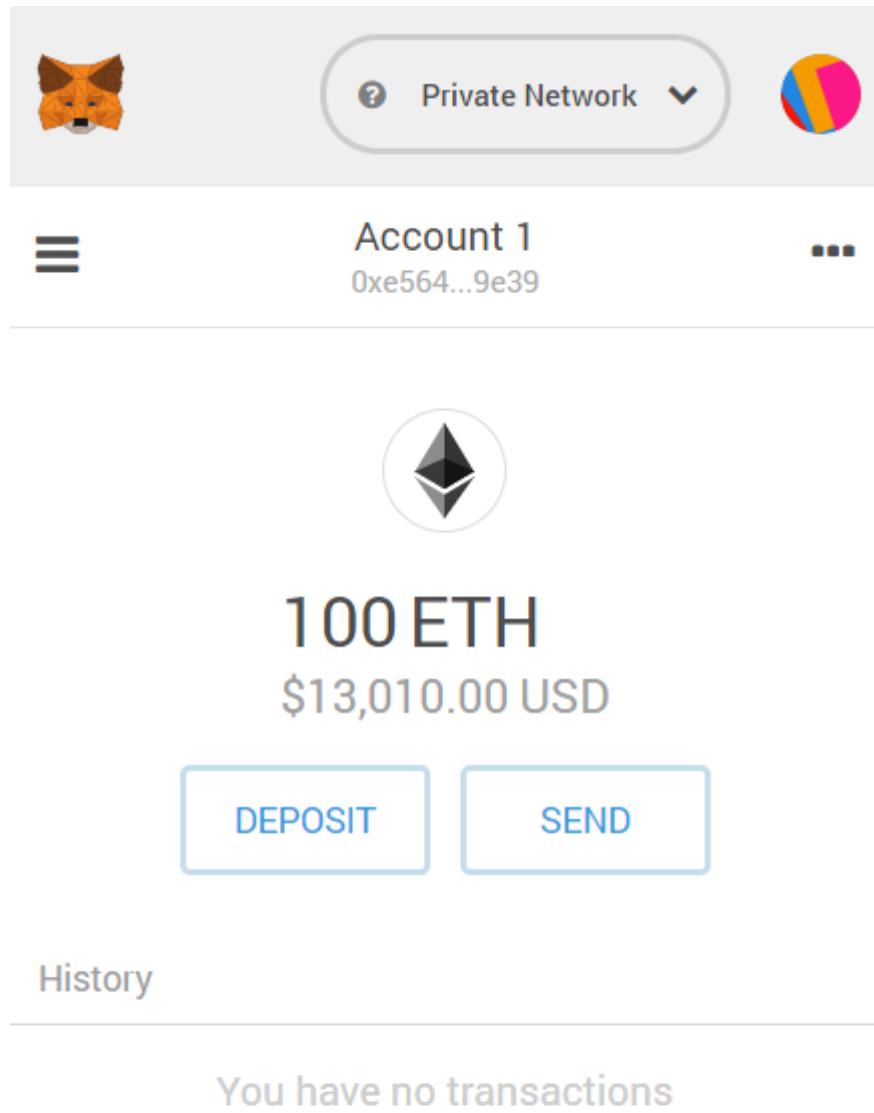 Private Network
Account 1
0xe564...9e39
100 ETH
$13,010.00 USD
DEPOSIT
SEND
History
You have no transactions